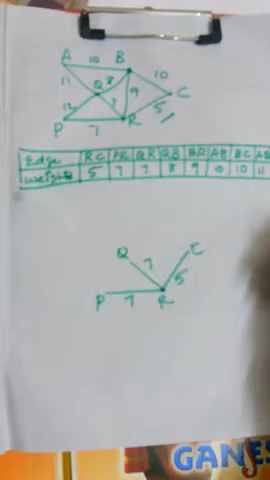 A 10 B
11 Q 8 9 10 C
12 7 5
P 7 R
Edge RC PR QR QB BR AB BC AQ
weight 5 7 7 8 9 10 10 11
Q C
7 5
P 7 R
GANES